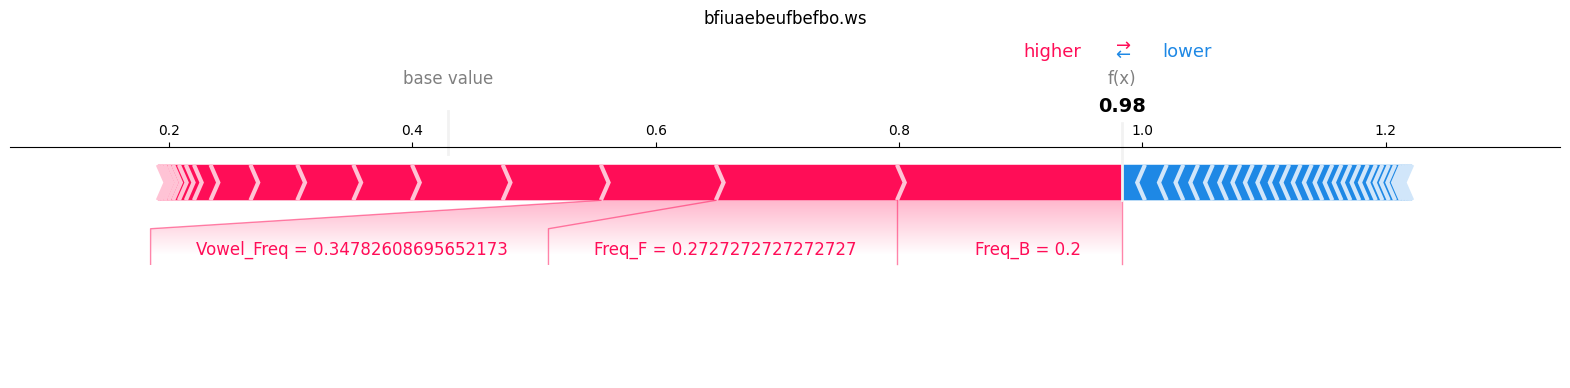 bfiuaebeufbefbo.ws
higher ⇄ lower
base value f(x)
0.98
0.2 0.4 0.6 0.8 1.0 1.2
Vowel_Freq = 0.34782608695652173 Freq_F = 0.2727272727272727 Freq_B = 0.2